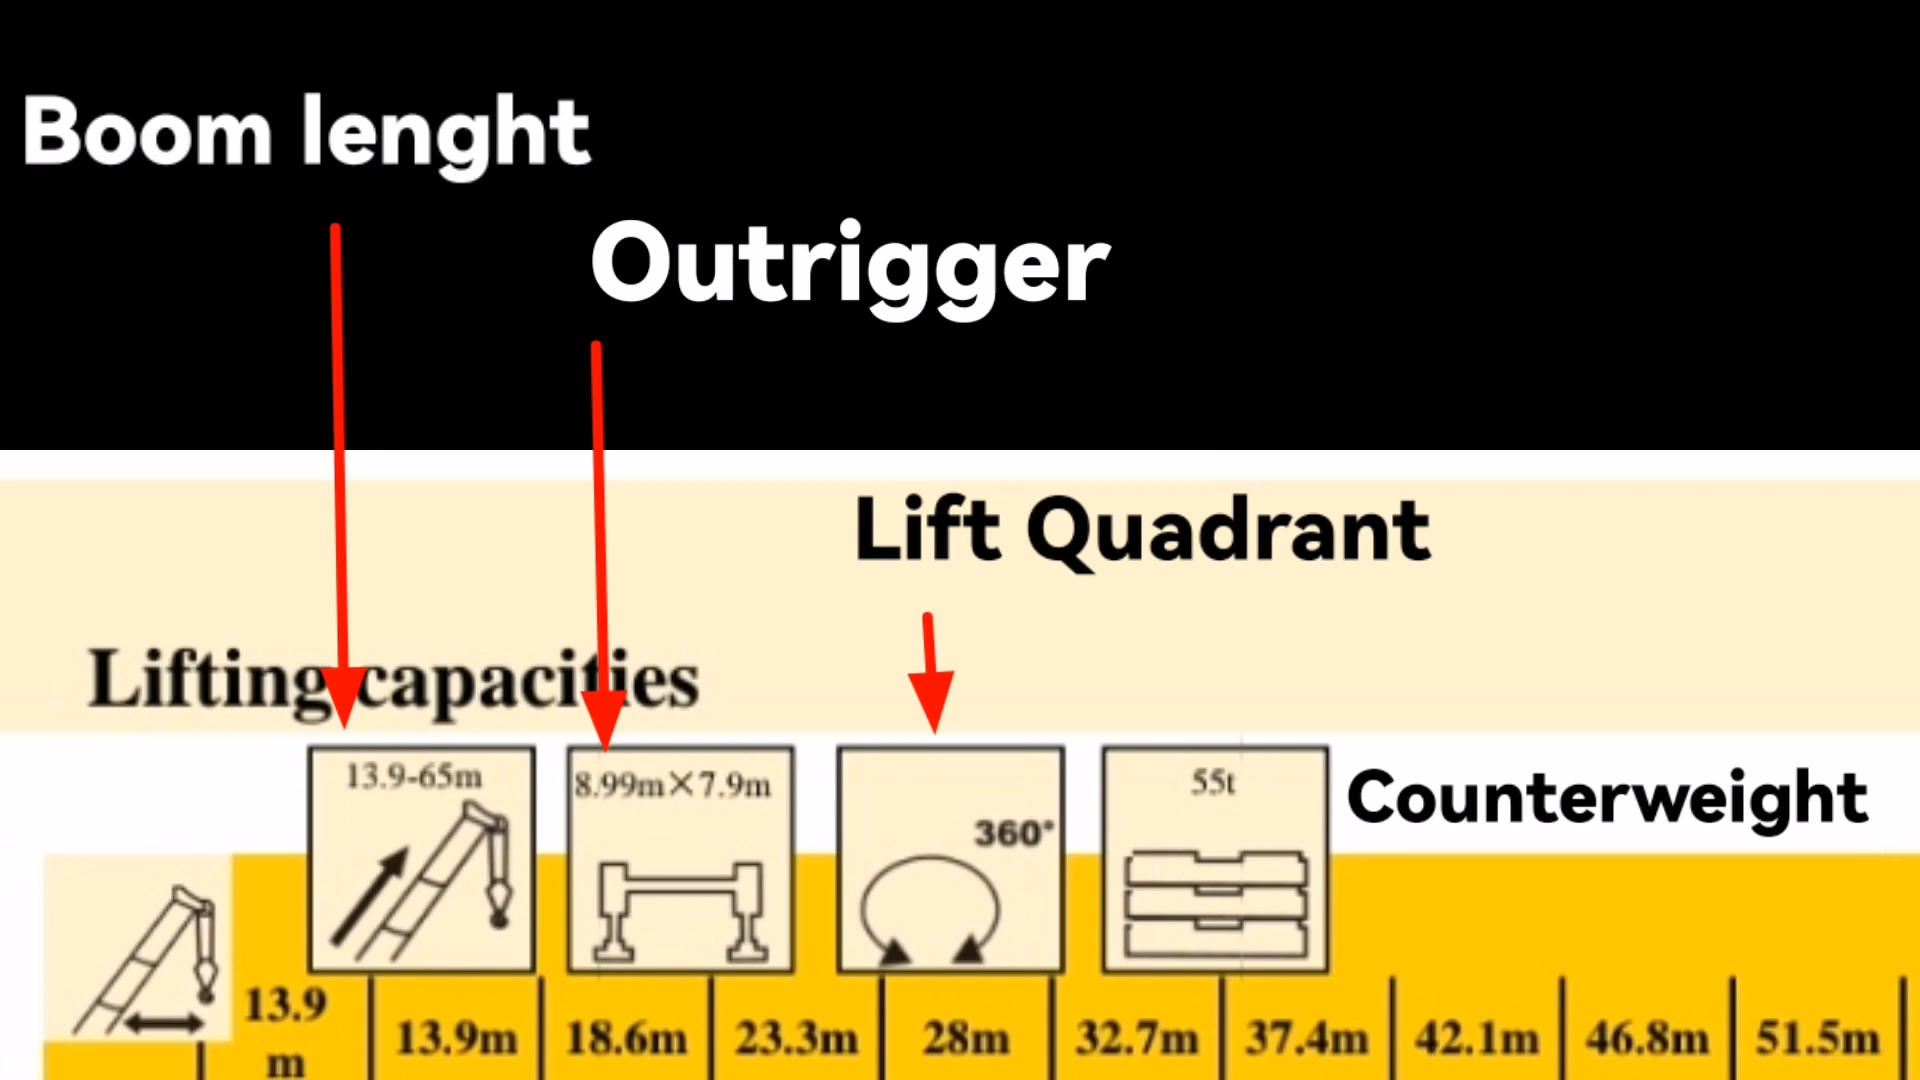 Boom lenght
Outrigger
Lift Quadrant
Lifting capacities
13.9-65m
8.99m×7.9m
360°
55t
Counterweight
13.9
m
13.9m
18.6m
23.3m
28m
32.7m
37.4m
42.1m
46.8m
51.5m